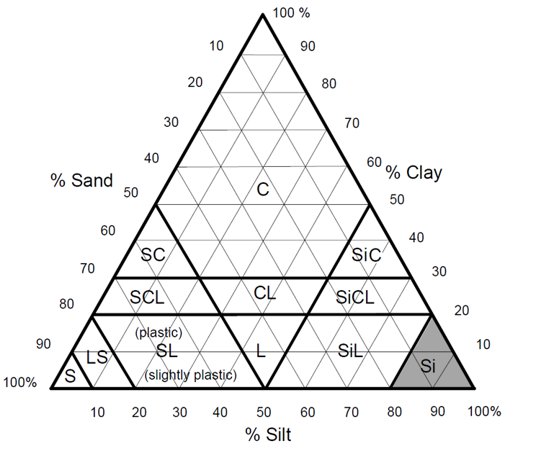 100 %
10 90
20 80
30 70
40 60
% Sand % Clay
50 C 50
60 40
SC SiC
70 30
SCL CL SiCL
80 20
(plastic)
90 10
LS SL L SiL
S (slightly plastic) Si
100% 
10 20 30 40 50 60 70 80 90 100%
% Silt